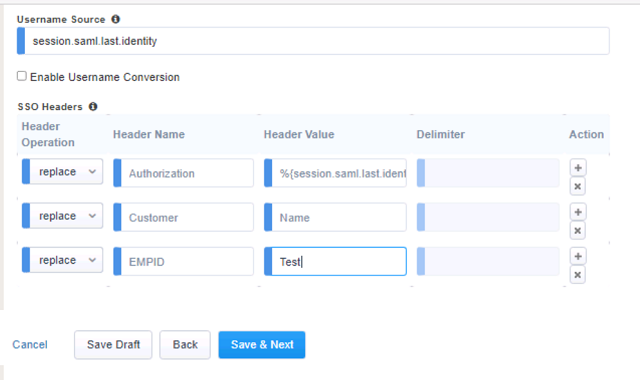 Username Source
session.saml.last.identity
Enable Username Conversion
SSO Headers
Header Operation Header Name Header Value Delimiter Action
replace Authorization %{session.saml.last.ident
replace Customer Name
replace EMPID Test
Cancel Save Draft Back Save & Next